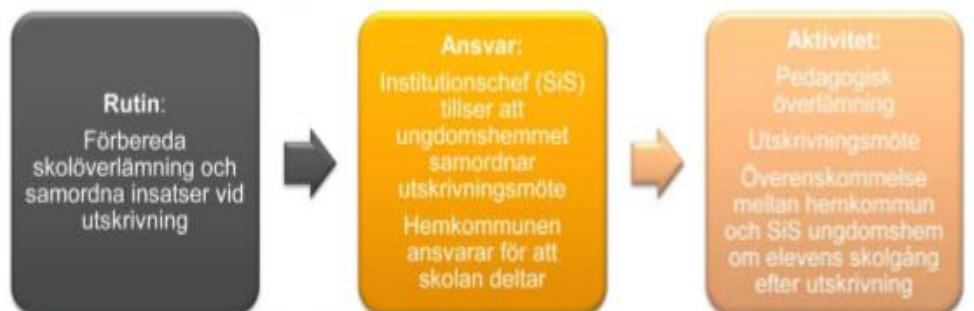 Rutin:
Förbereda
skolöverlämning och
samordna insatser vid
utskrivning
Ansvar:
Institutionschef (SiS)
tillser att
ungdomshemmet
samordnar
utskrivningsmöte
Hemkommunen
ansvarar för att
skolan deltar
Aktivitet:
Pedagogisk
överlämning
Utskrivningsmöte
Överenskommelse
mellan hemkommun
och SiS ungdomshem
om elevens skolgång
efter utskrivning